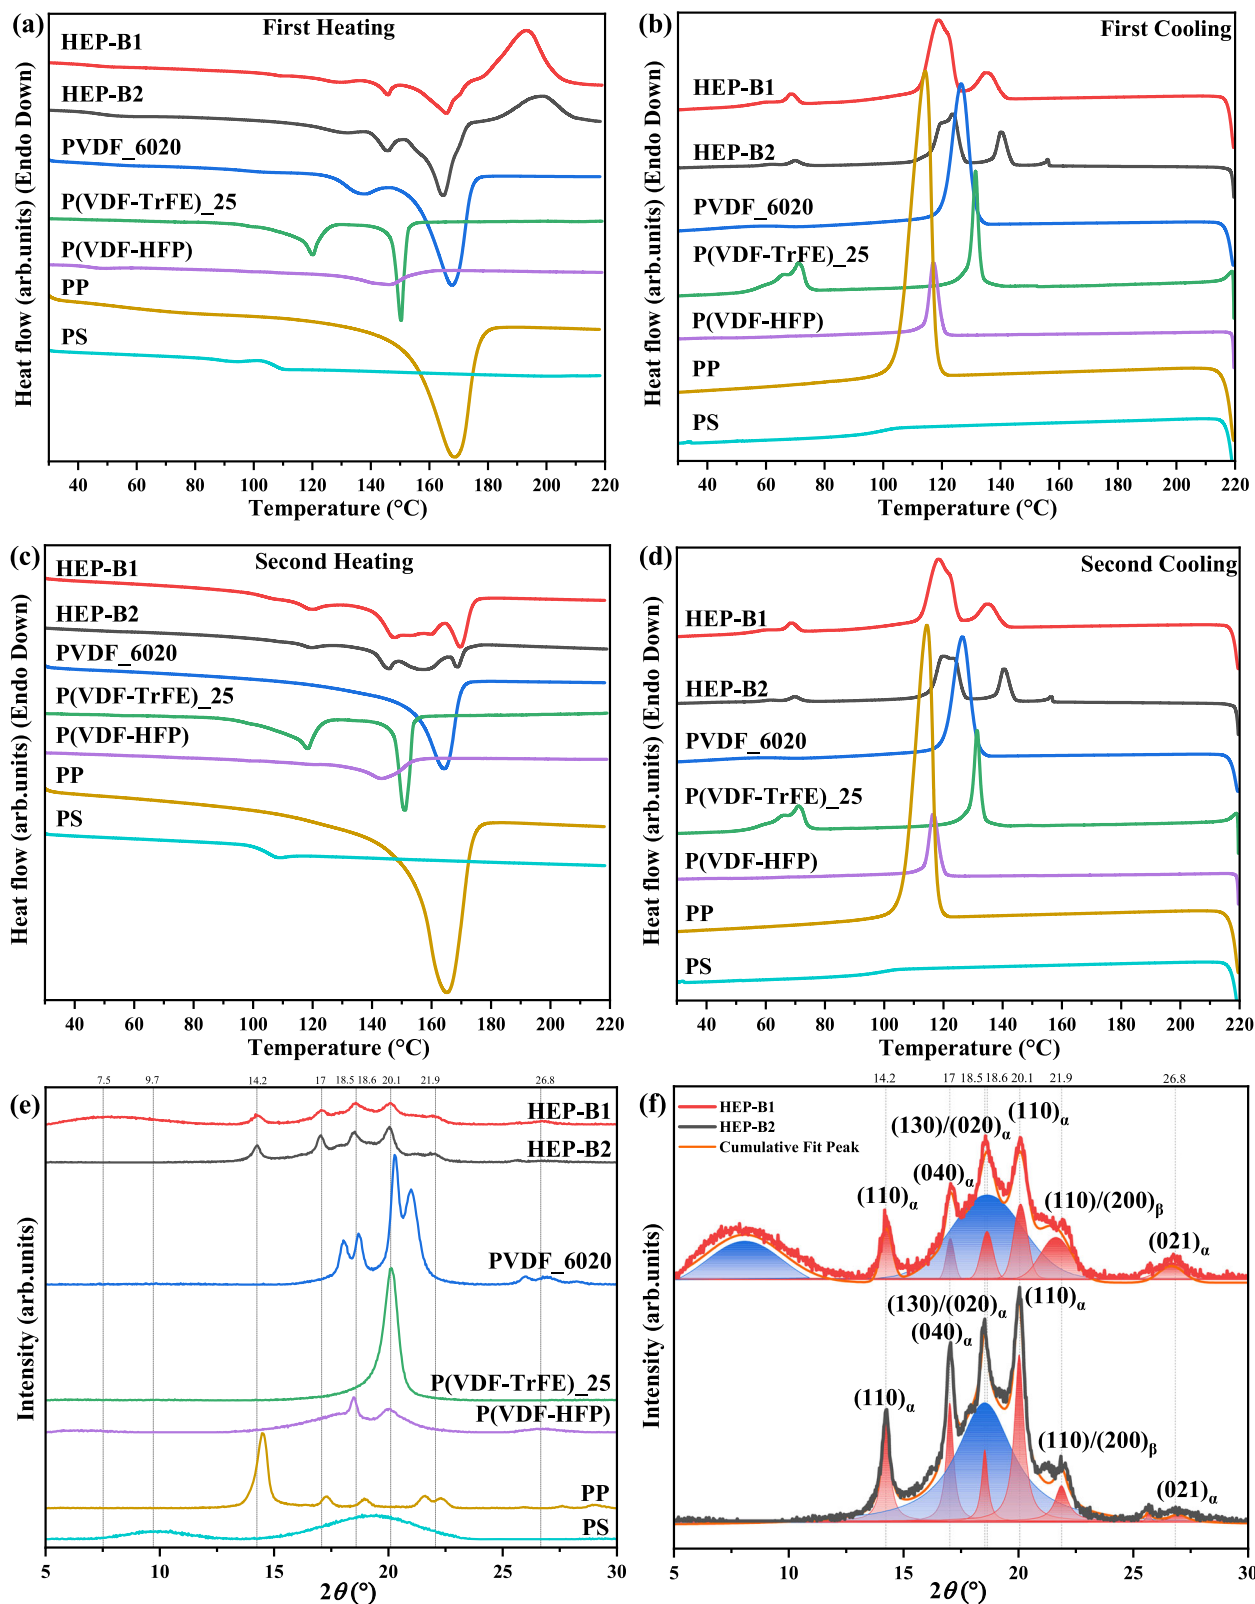 (a)
First Heating
HEP-B1
HEP-B2
PVDF_6020
P(VDF-TrFE)_25
P(VDF-HFP)
PP
PS
Heat flow (arb.units) (Endo Down)
40 60 80 100 120 140 160 180 200 220
Temperature (°C)
(b)
First Cooling
HEP-B1
HEP-B2
PVDF_6020
P(VDF-TrFE)_25
P(VDF-HFP)
PP
PS
Heat flow (arb.units) (Endo Down)
40 60 80 100 120 140 160 180 200 220
Temperature (°C)
(c)
Second Heating
HEP-B1
HEP-B2
PVDF_6020
P(VDF-TrFE)_25
P(VDF-HFP)
PP
PS
Heat flow (arb.units) (Endo Down)
40 60 80 100 120 140 160 180 200 220
Temperature (°C)
(d)
Second Cooling
HEP-B1
HEP-B2
PVDF_6020
P(VDF-TrFE)_25
P(VDF-HFP)
PP
PS
Heat flow (arb.units) (Endo Down)
40 60 80 100 120 140 160 180 200 220
Temperature (°C)
(e)
7.5 9.7 14.2 17 18.5 18.6 20.1 21.9 26.8
HEP-B1
HEP-B2
PVDF_6020
P(VDF-TrFE)_25
P(VDF-HFP)
PP
PS
Intensity (arb.units)
5 10 15 20 25 30
2θ (°)
(f)
14.2 17 18.5 18.6 20.1 21.9 26.8
HEP-B1
HEP-B2
Cumulative Fit Peak
(110)α
(130)/(020)α
(040)α
(110)α
(110)/(200)β
(021)α
(110)α
(130)/(020)α
(040)α
(110)α
(110)/(200)β
(021)α
Intensity (arb.units)
5 10 15 20 25 30
2θ (°)